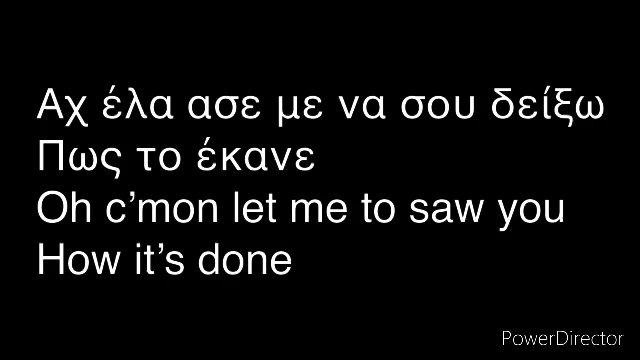 Αχ έλα ασε με να σου δείξω
Πως το έκανε
Oh c’mon let me to saw you
How it’s done
PowerDirector